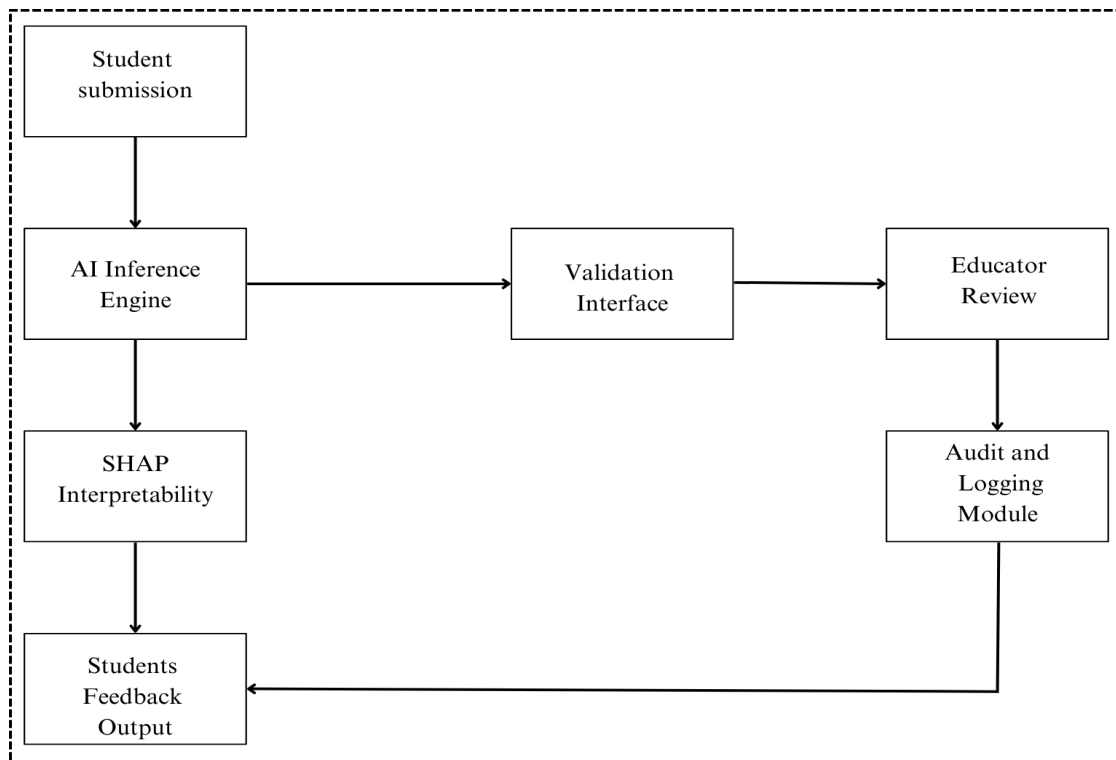 Student
submission
AI Inference
Engine
Validation
Interface
Educator
Review
SHAP
Interpretability
Audit and
Logging
Module
Students
Feedback
Output